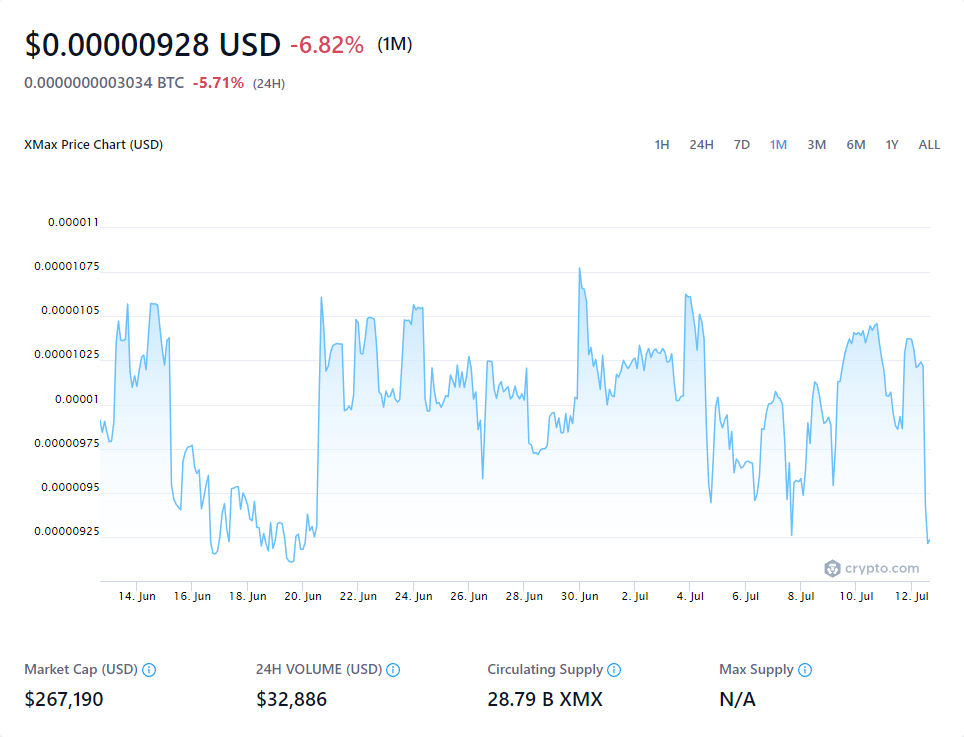 $0.00000928 USD -6.82% (1M)
0.0000000003034 BTC -5.71% (24H)
XMax Price Chart (USD) 1H 24H 7D 1M 3M 6M 1Y ALL
0.000011
0.00001075
0.0000105
0.00001025
0.00001
0.00000975
0.0000095
0.00000925
crypto.com
14. Jun 16. Jun 18. Jun 20. Jun 22. Jun 24. Jun 26. Jun 28. Jun 30. Jun 2. Jul 4. Jul 6. Jul 8. Jul 10. Jul 12. Jul
Market Cap (USD) 24H VOLUME (USD) Circulating Supply Max Supply
$267,190 $32,886 28.79 B XMX N/A